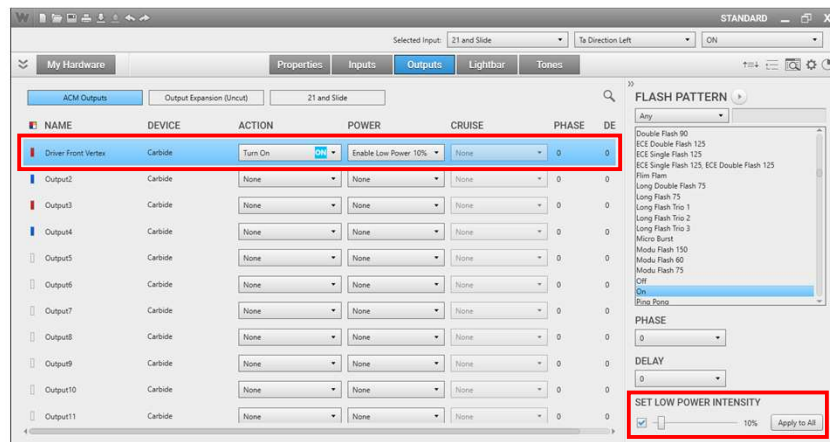 W STANDARD
Selected Input: 21 and Slide Ta Direction Left ON
My Hardware Properties Inputs Outputs Lightbar Tones
ACM Outputs Output Expansion (Uncut) 21 and Slide
NAME DEVICE ACTION POWER CRUISE PHASE DE
Driver Front Vertex Carbide Turn On ON Enable Low Power 10% None 0 0
Output2 Carbide None None None 0 0
Output3 Carbide None None None 0 0
Output4 Carbide None None None 0 0
Output5 Carbide None None None 0 0
Output6 Carbide None None None 0 0
Output7 Carbide None None None 0 0
Output8 Carbide None None None 0 0
Output9 Carbide None None None 0 0
Output10 Carbide None None None 0 0
Output11 Carbide None None None 0 0
FLASH PATTERN
Any
Double Flash 90
ECE Double Flash 125
ECE Single Flash 125
ECE Single Flash 125, ECE Double Flash 125
Flim Flam
Long Double Flash 75
Long Flash 75
Long Flash Trio 1
Long Flash Trio 2
Long Flash Trio 3
Micro Burst
Modu Flash 150
Modu Flash 60
Modu Flash 75
Off
On
Ping Pong
PHASE
0
DELAY
0
SET LOW POWER INTENSITY
10% Apply to All